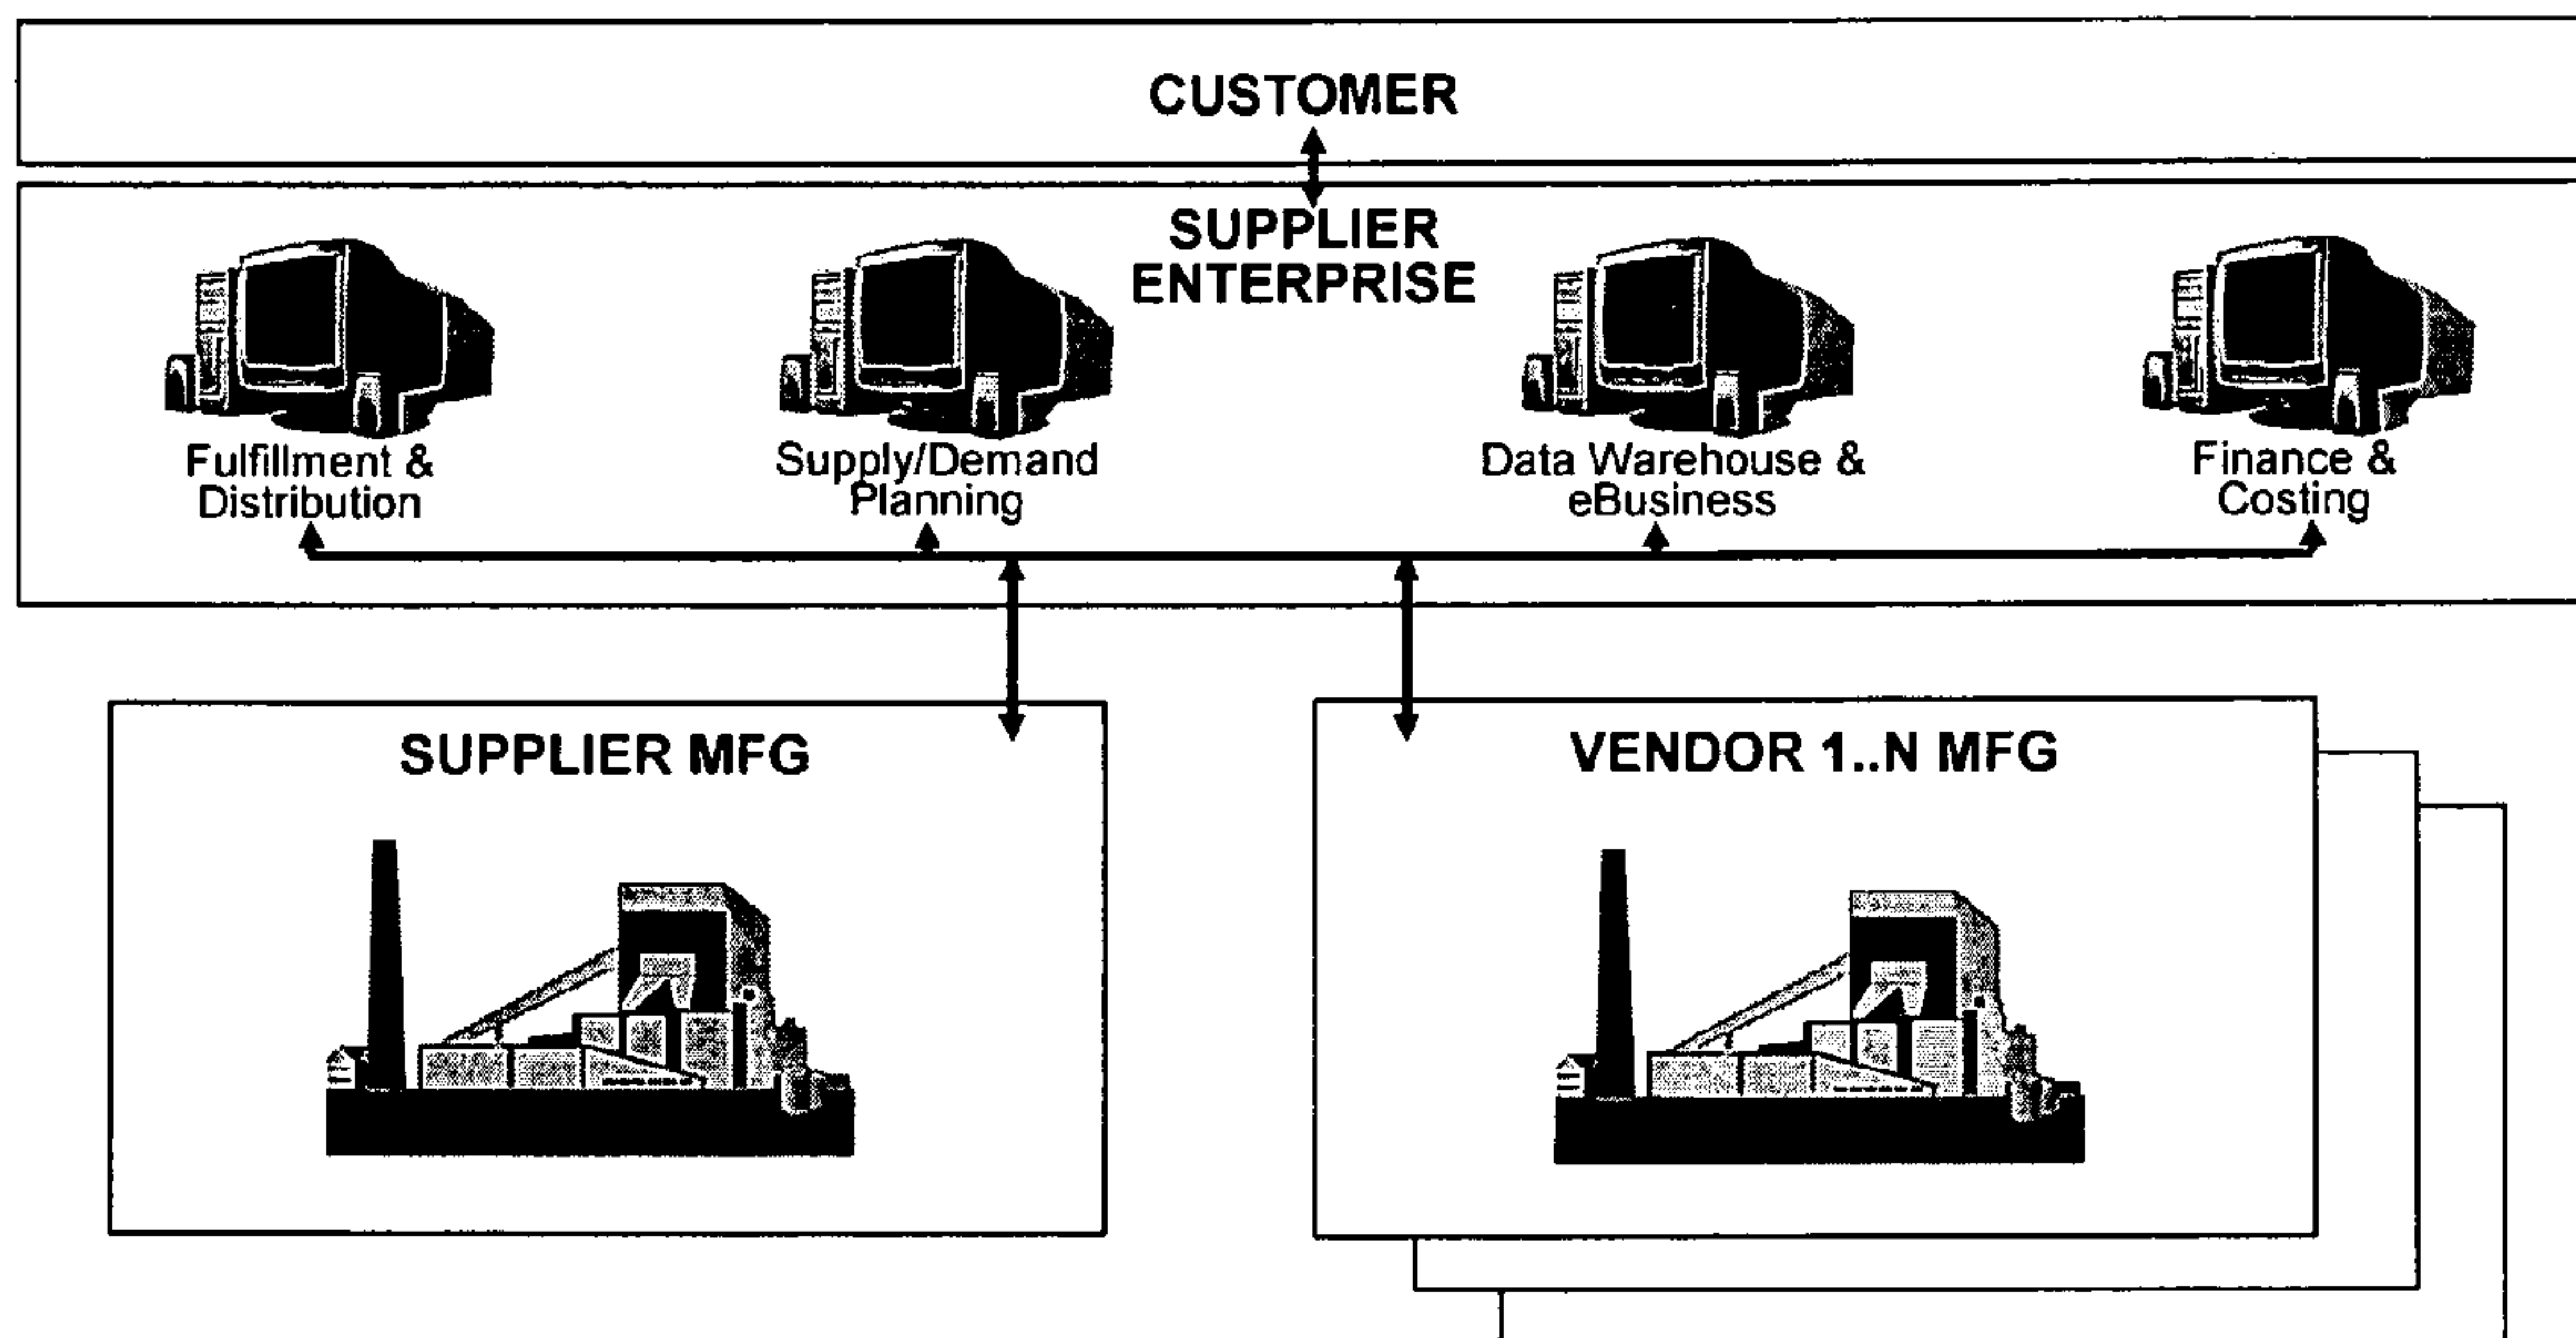 CUSTOMER
SUPPLIER
ENTERPRISE
Fulfillment &
Distribution
Supply/Demand
Planning
Data Warehouse &
eBusiness
Finance &
Costing
SUPPLIER MFG
VENDOR 1..N MFG